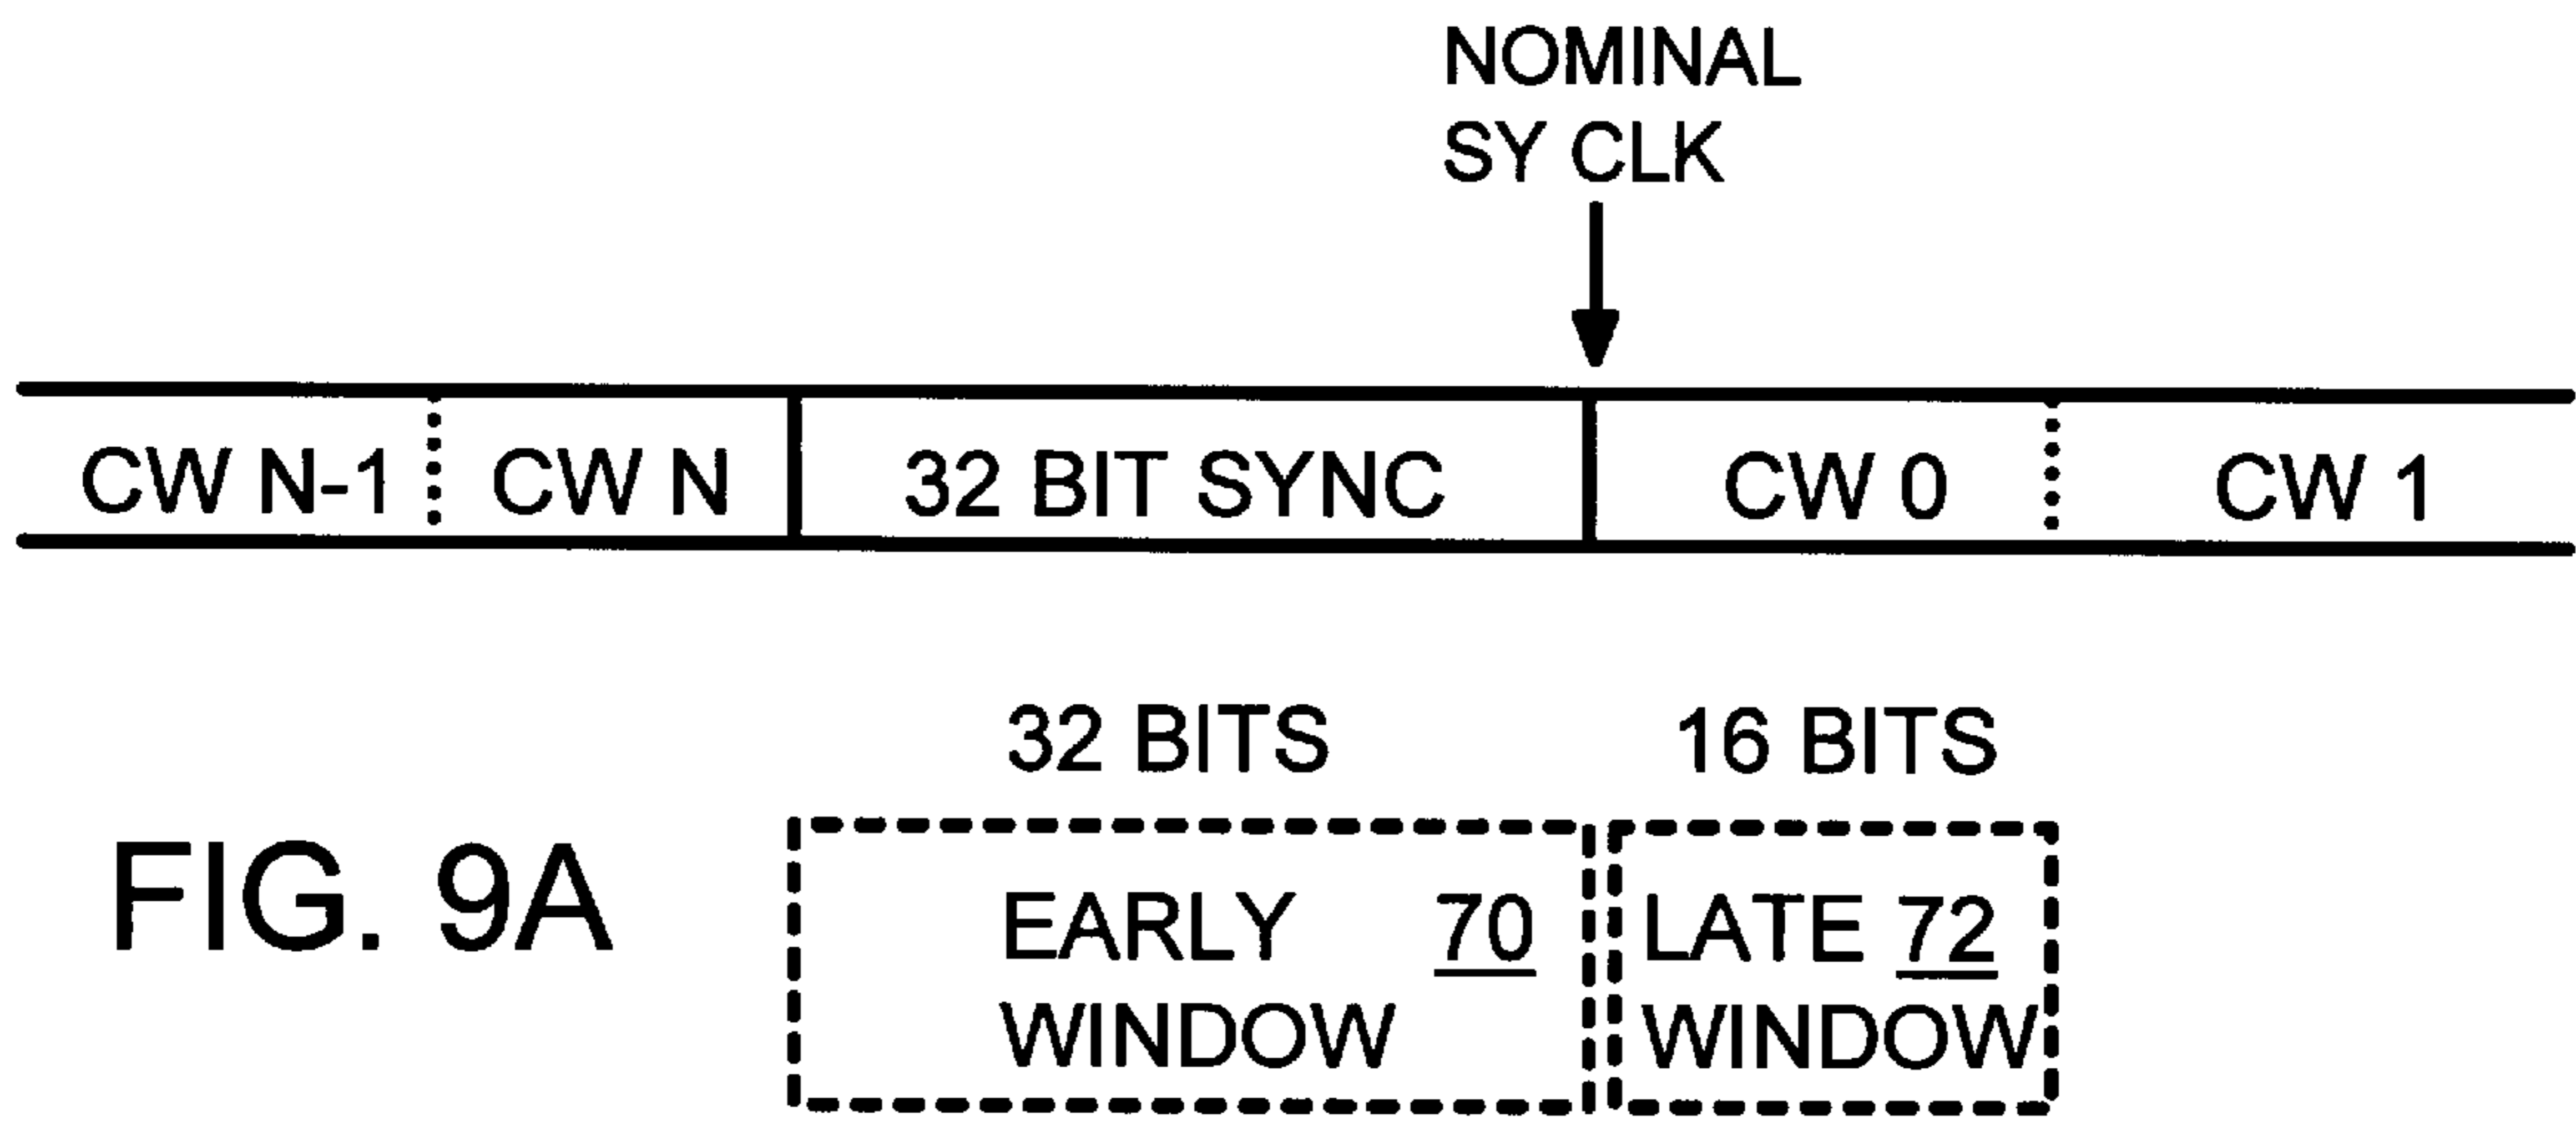 NOMINAL
SY CLK
CW N-1 CW N 32 BIT SYNC CW 0 CW 1
32 BITS 16 BITS
EARLY 70 LATE 72
WINDOW WINDOW
FIG. 9A